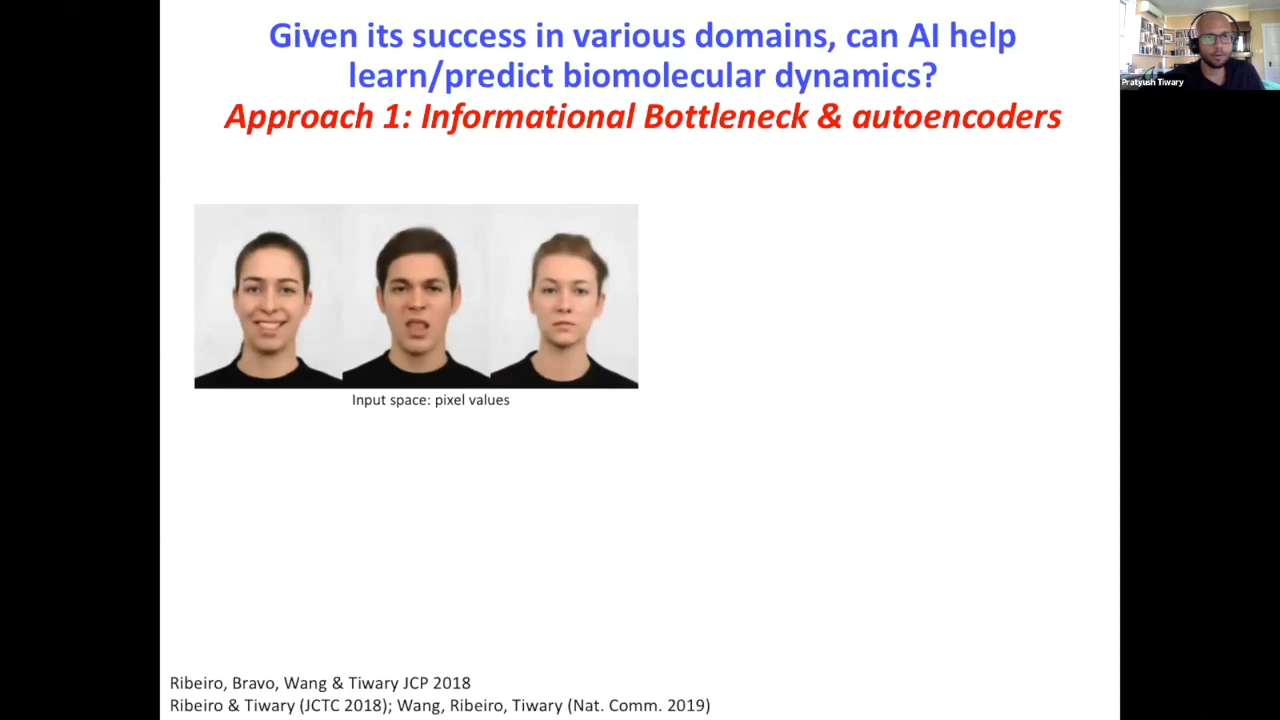 Given its success in various domains, can AI help
learn/predict biomolecular dynamics?
Approach 1: Informational Bottleneck & autoencoders
Pratyush Tiwary
Input space: pixel values
Ribeiro, Bravo, Wang & Tiwary JCP 2018
Ribeiro & Tiwary (JCTC 2018); Wang, Ribeiro, Tiwary (Nat. Comm. 2019)